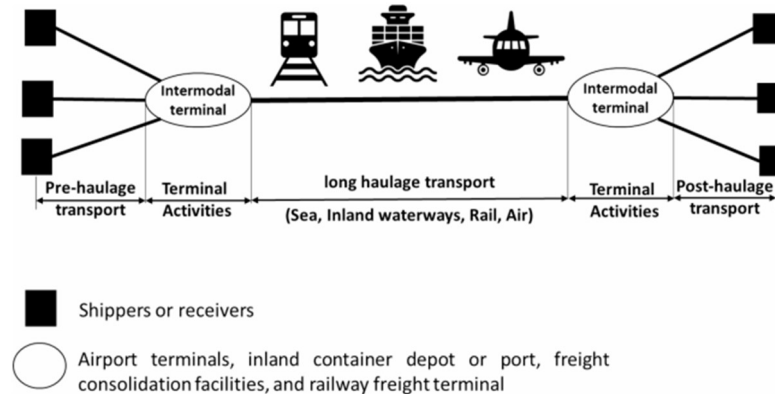 Intermodal
terminal
Intermodal
terminal
Pre-haulage
transport
Terminal
Activities
long haulage transport
(Sea, Inland waterways, Rail, Air)
Terminal
Activities
Post-haulage
transport
Shippers or receivers
Airport terminals, inland container depot or port, freight
consolidation facilities, and railway freight terminal